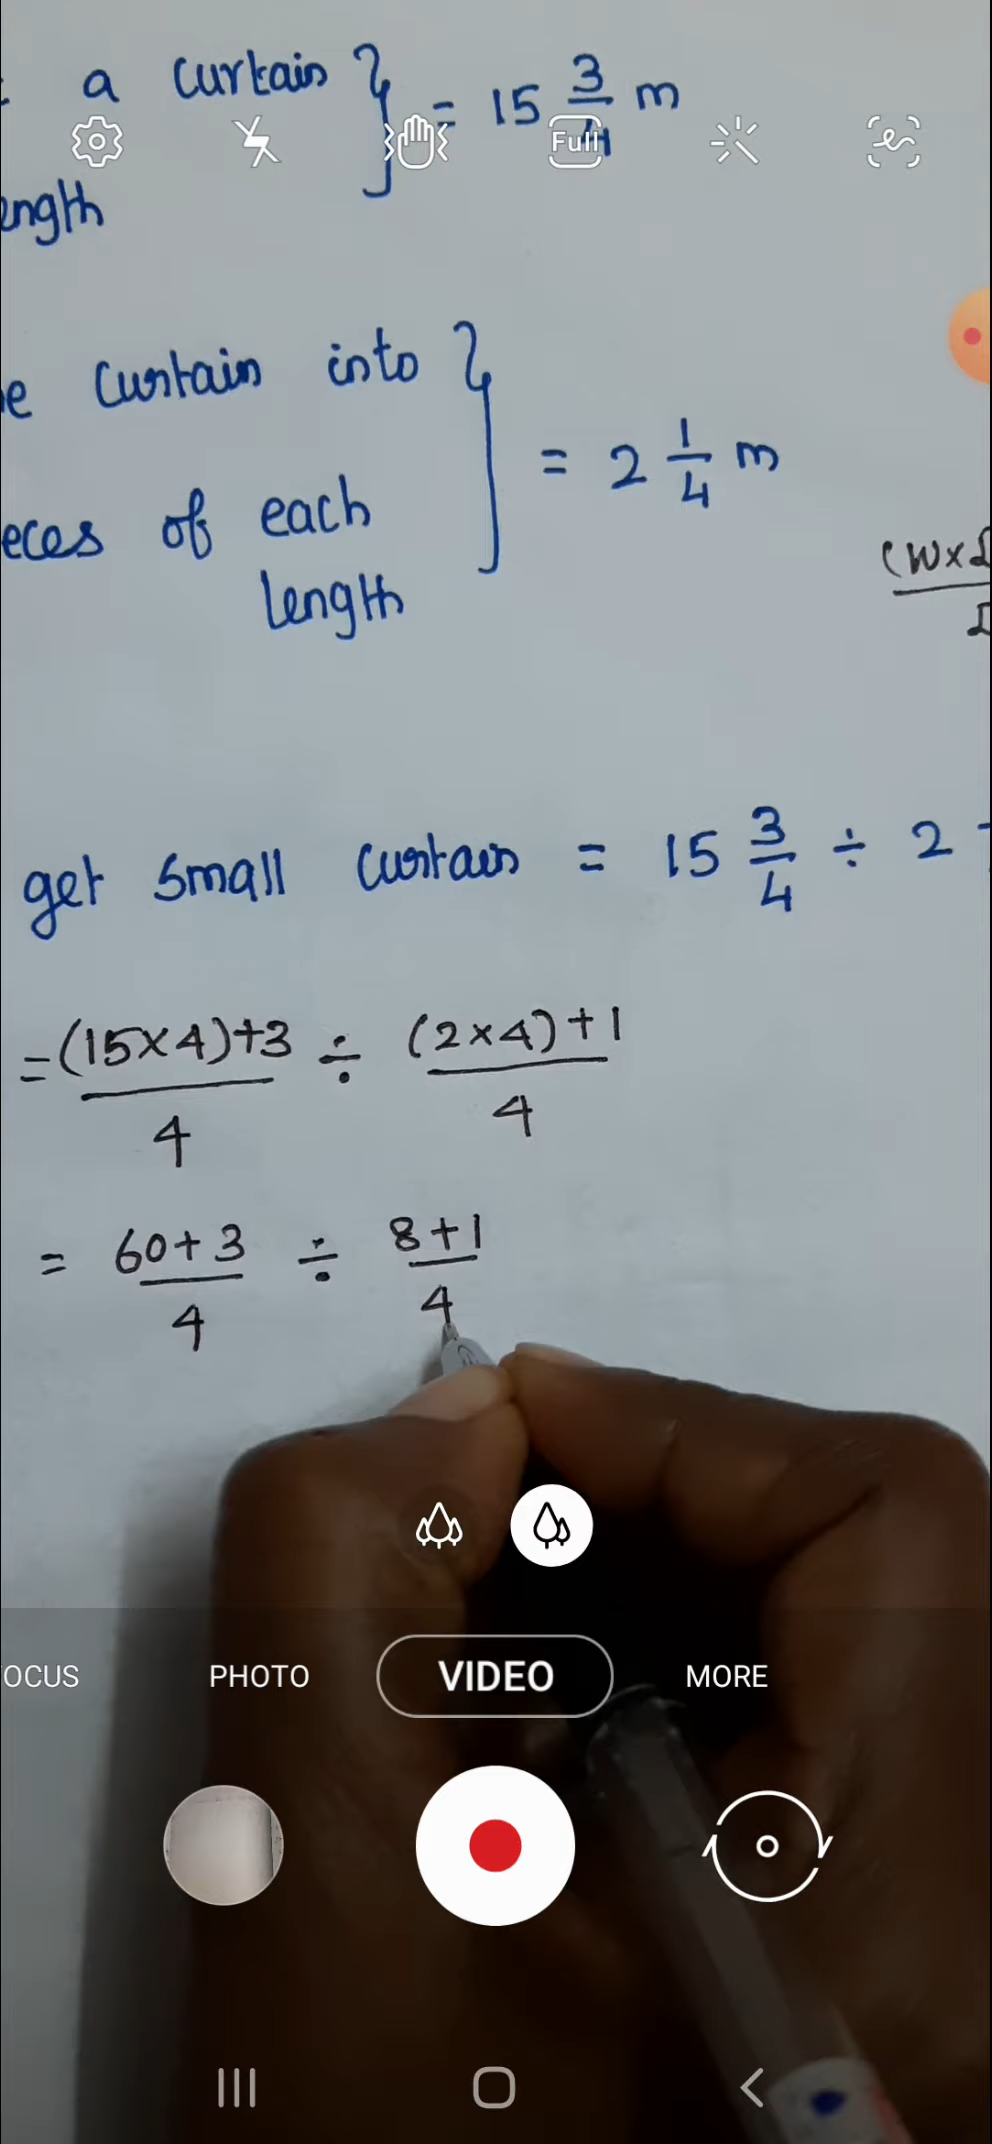 a curtain } = 15 3/4 m
Full
ength
e curtain into } = 2 1/4 m
eces of each
length
(W×
get small curtain = 15 3/4 ÷ 2
= (15×4)+3/4 ÷ (2×4)+1/4
= 60+3/4 ÷ 8+1/4
OCUS PHOTO VIDEO MORE